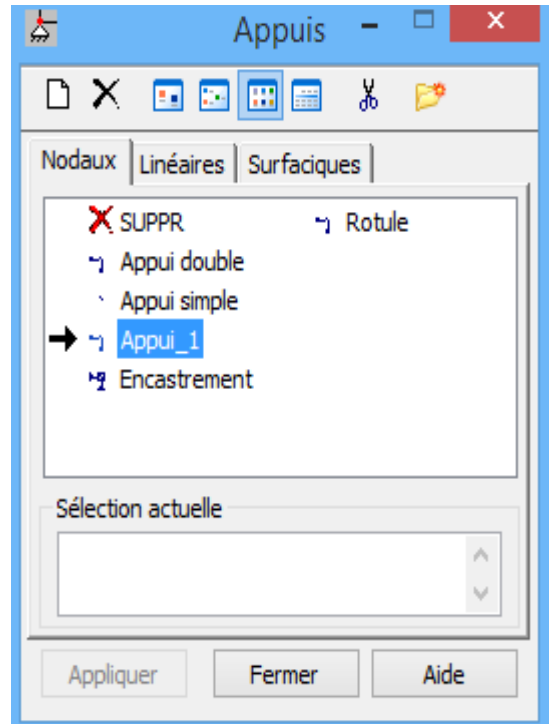 Appuis
Nodaux Linéaires Surfaciques
SUPPR Rotule
Appui double
Appui simple
Appui_1
Encastrement
Sélection actuelle
Appliquer Fermer Aide